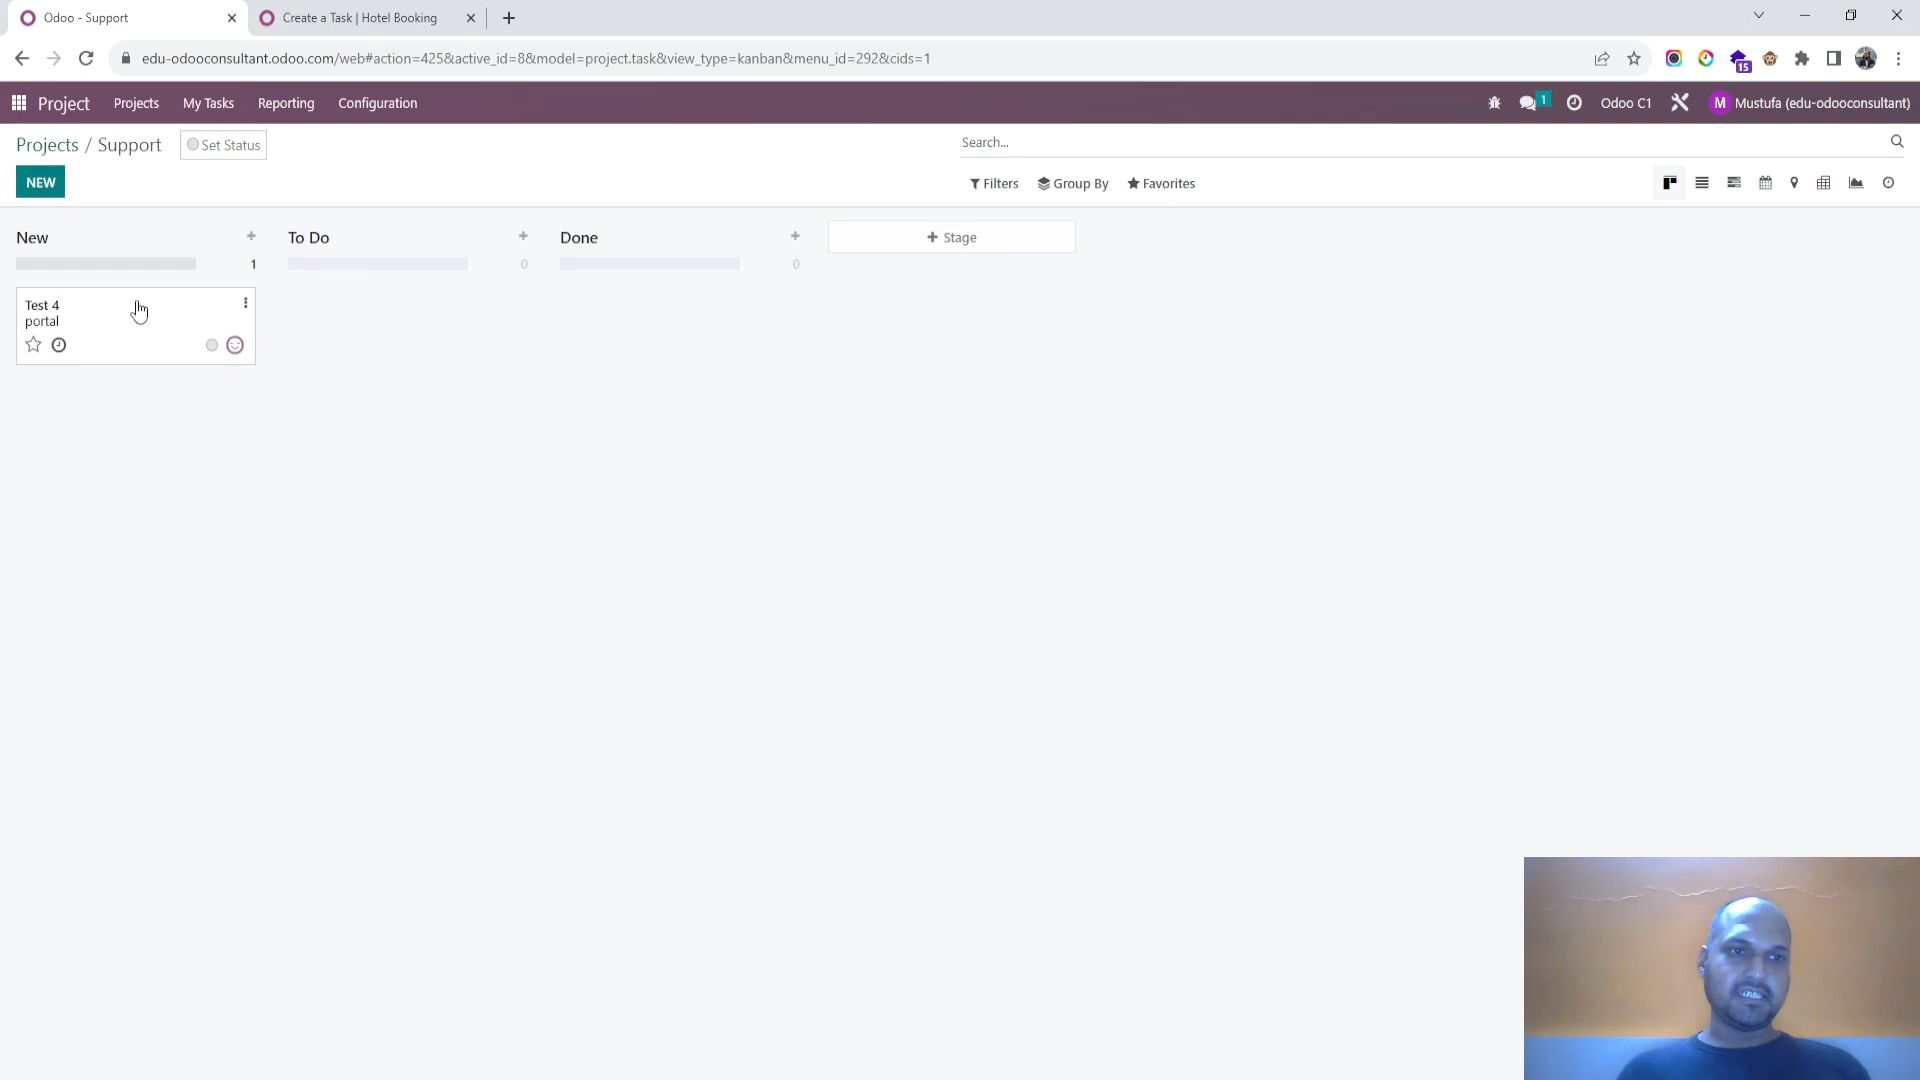 Odoo - Support
Create a Task | Hotel Booking
edu-odooconsultant.odoo.com/web#action=425&active_id=8&model=project.task&view_type=kanban&menu_id=292&cids=1
15
Project
Projects
My Tasks
Reporting
Configuration
1
Odoo C1
M
Mustufa (edu-odooconsultant)
Projects / Support
Set Status
Search...
NEW
Filters
Group By
Favorites
New
To Do
Done
Stage
1
0
0
Test 4
portal